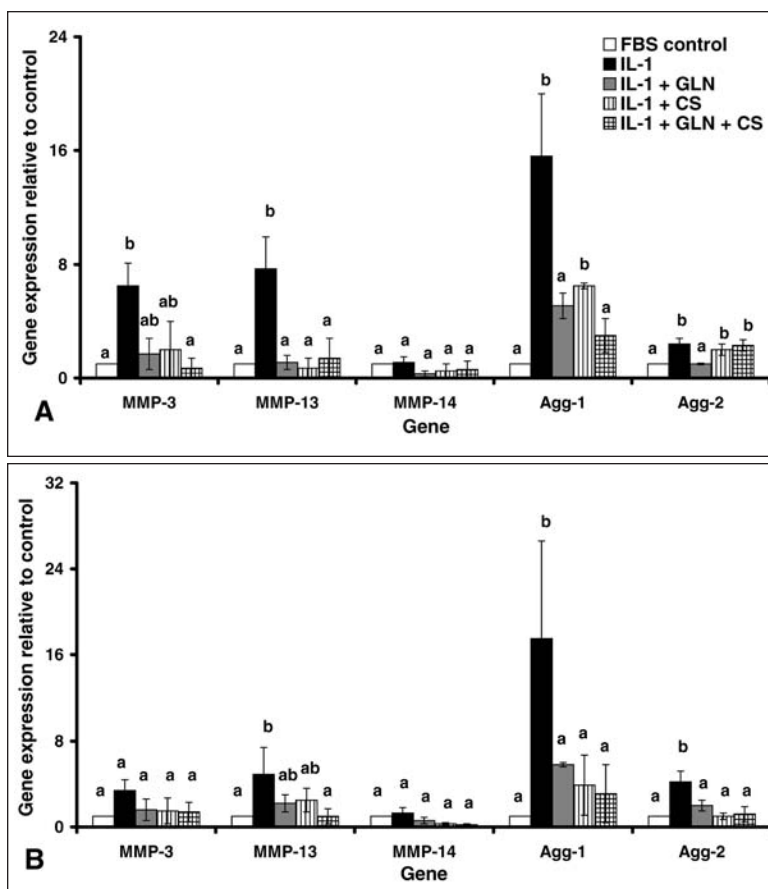 24
16
8
0
Gene expression relative to control
FBS control
IL-1
IL-1 + GLN
IL-1 + CS
IL-1 + GLN + CS
a b ab ab a
a b a a a
a a a a a
a b a b a
a b a b b
MMP-3 MMP-13 MMP-14 Agg-1 Agg-2
Gene
A
32
24
16
8
0
Gene expression relative to control
a a a a a
a b ab ab a
a a a a a
a b a a a
a b a a a
MMP-3 MMP-13 MMP-14 Agg-1 Agg-2
Gene
B